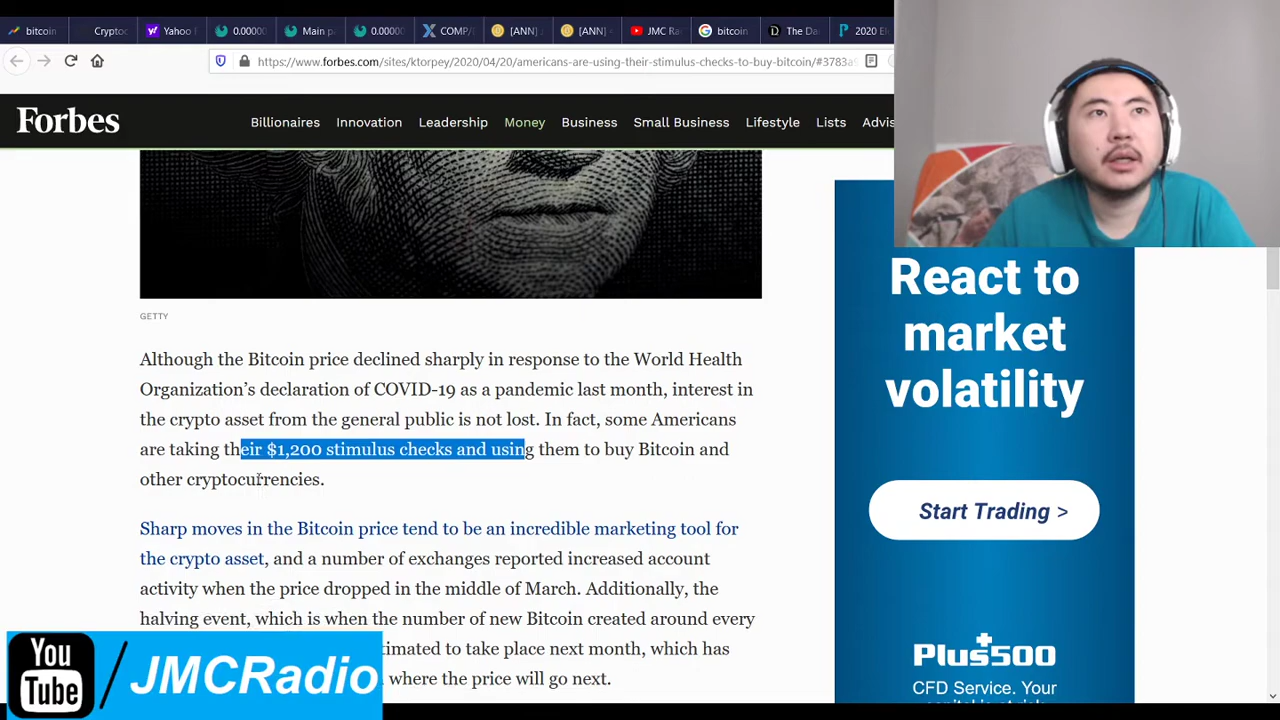 bitcoin
Cryptoc
Yahoo
0.00000
Main p
0.00000
COMP/
[ANN]
[ANN]
JMC Ra
bitcoin
The Da
2020 El
https://www.forbes.com/sites/ktorpey/2020/04/20/americans-are-using-their-stimulus-checks-to-buy-bitcoin/#3783a9
Forbes
Billionaires Innovation Leadership Money Business Small Business Lifestyle Lists Advis
GETTY
Although the Bitcoin price declined sharply in response to the World Health
Organization's declaration of COVID-19 as a pandemic last month, interest in
the crypto asset from the general public is not lost. In fact, some Americans
are taking their $1,200 stimulus checks and using them to buy Bitcoin and
other cryptocurrencies.
Sharp moves in the Bitcoin price tend to be an incredible marketing tool for
the crypto asset, and a number of exchanges reported increased account
activity when the price dropped in the middle of March. Additionally, the
halving event, which is when the number of new Bitcoin created around every
timated to take place next month, which has
where the price will go next.
React to
market
volatility
Start Trading >
Plus500
CFD Service. Your
You
Tube
/JMCRadio